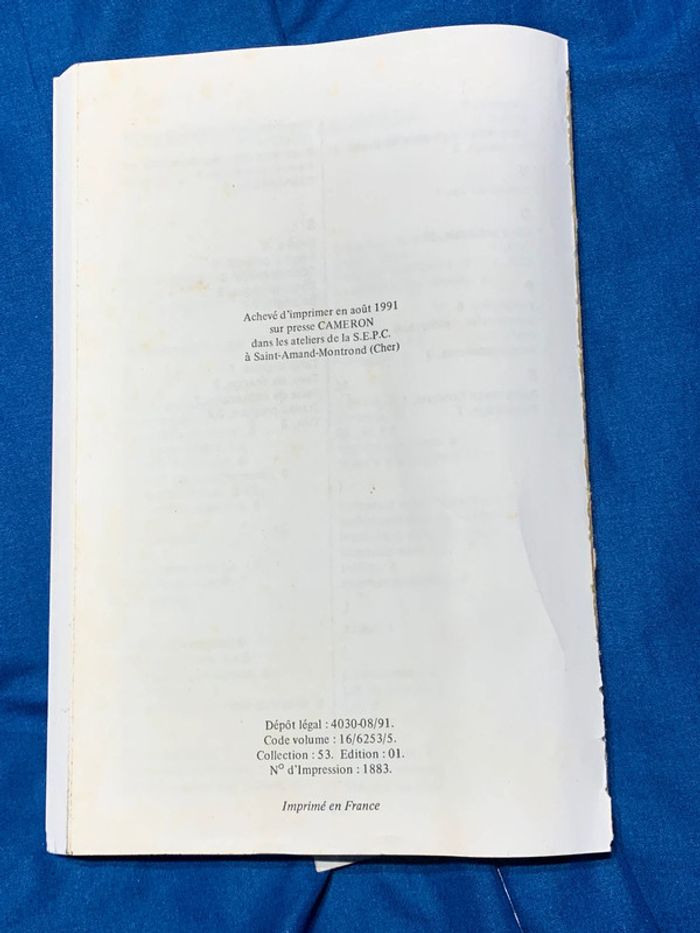 Achevé d'imprimer en août 1991
sur presse CAMERON
dans les ateliers de la S.E.P.C.
à Saint-Amand-Montrond (Cher)
Dépôt légal : 4030-08/91.
Code volume : 16/6253/5.
Collection : 53. Edition : 01.
N° d'Impression : 1883.
Imprimé en France